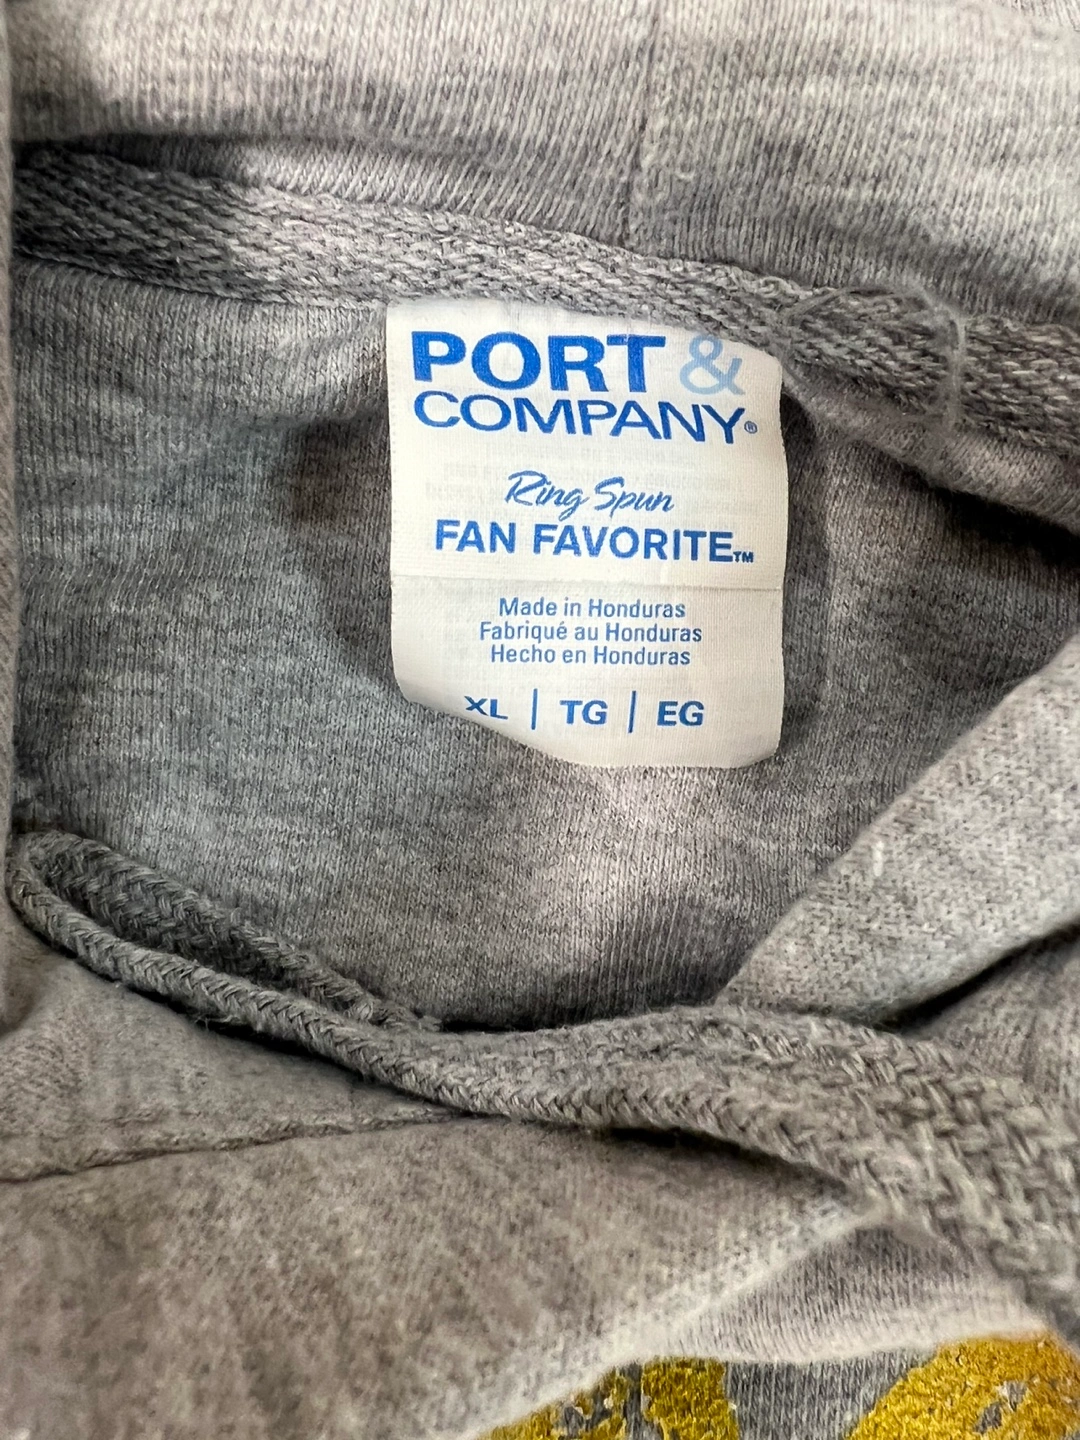 PORT &
COMPANY®
Ring Spun
FAN FAVORITE™
Made in Honduras
Fabriqué au Honduras
Hecho en Honduras
XL | TG | EG